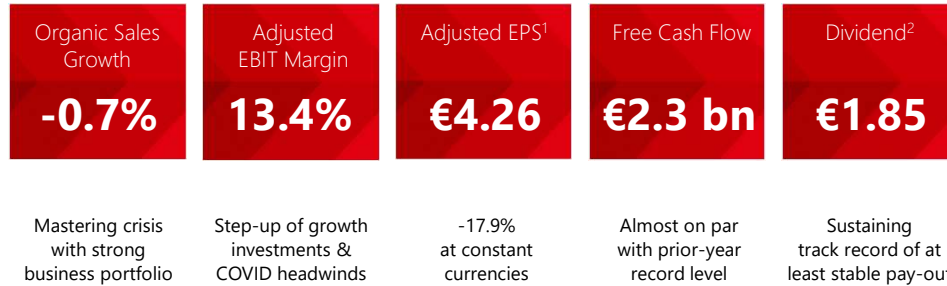 Organic Sales
Growth
-0.7%
Mastering crisis
with strong
business portfolio
Adjusted
EBIT Margin
13.4%
Step-up of growth
investments &
COVID headwinds
Adjusted EPS¹
€4.26
-17.9%
at constant
currencies
Free Cash Flow
€2.3 bn
Almost on par
with prior-year
record level
Dividend²
€1.85
Sustaining
track record of at
least stable pay-out